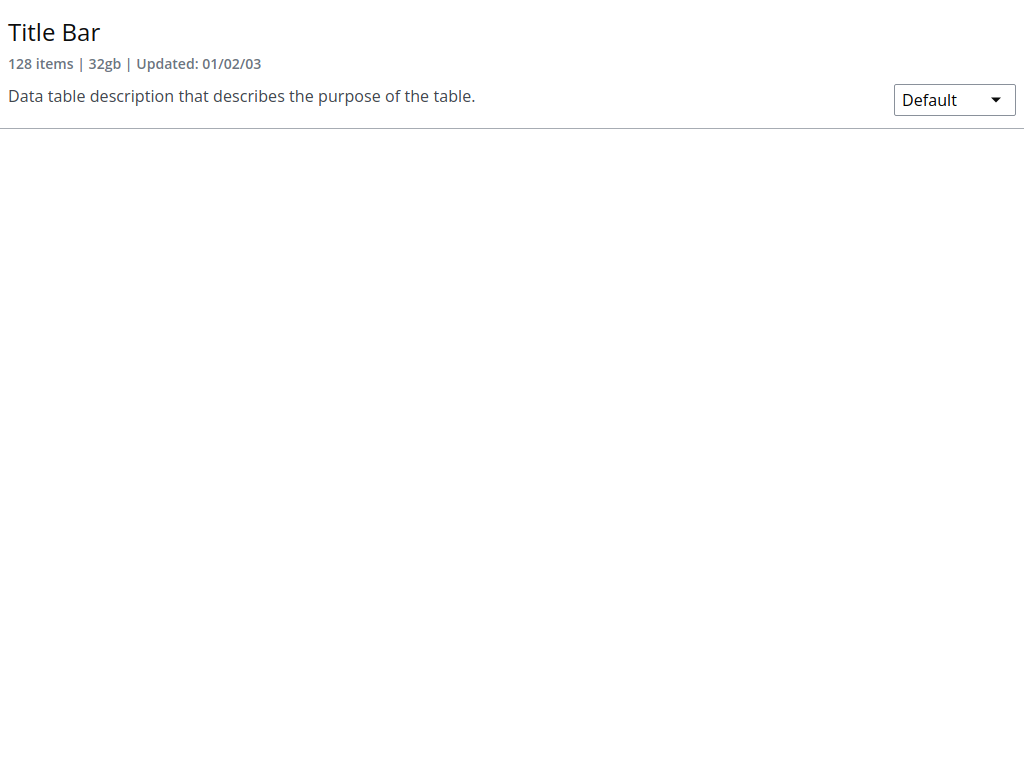 Title Bar
128 items | 32gb | Updated: 01/02/03
Data table description that describes the purpose of the table.
Default